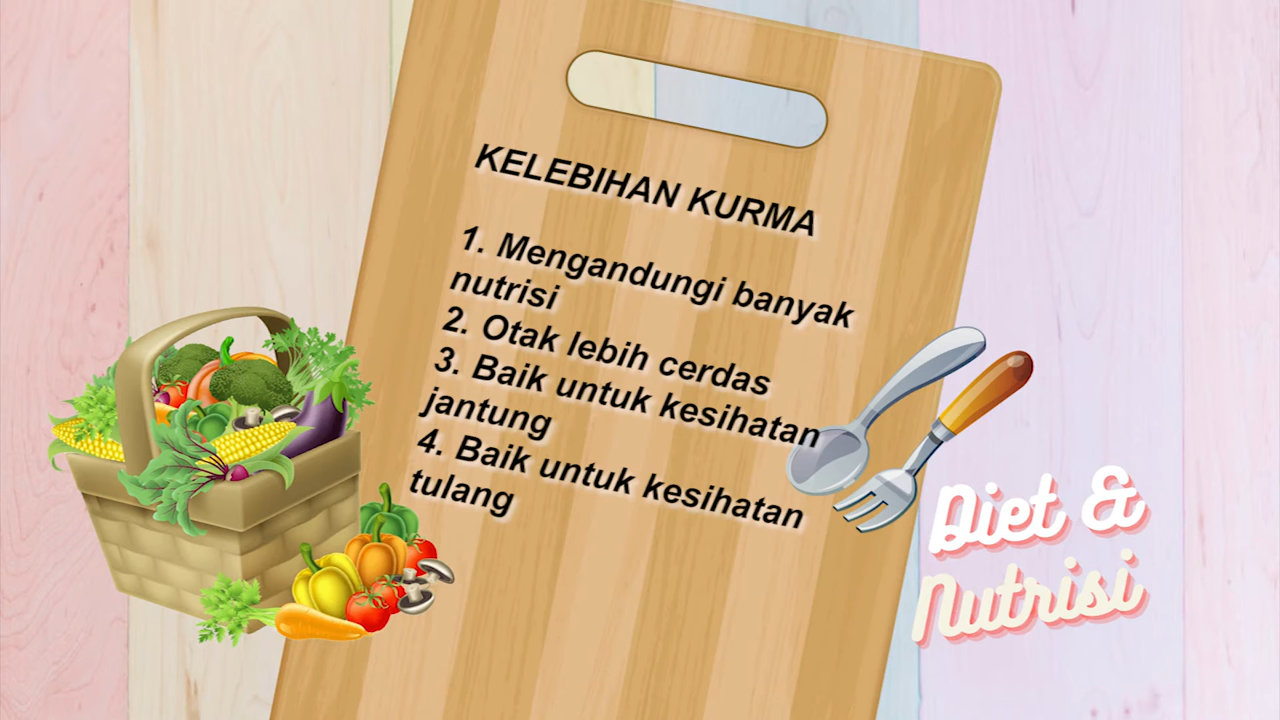 KELEBIHAN KURMA
1. Mengandungi banyak
nutrisi
2. Otak lebih cerdas
3. Baik untuk kesihatan
jantung
4. Baik untuk kesihatan
tulang
Diet &
Nutrisi